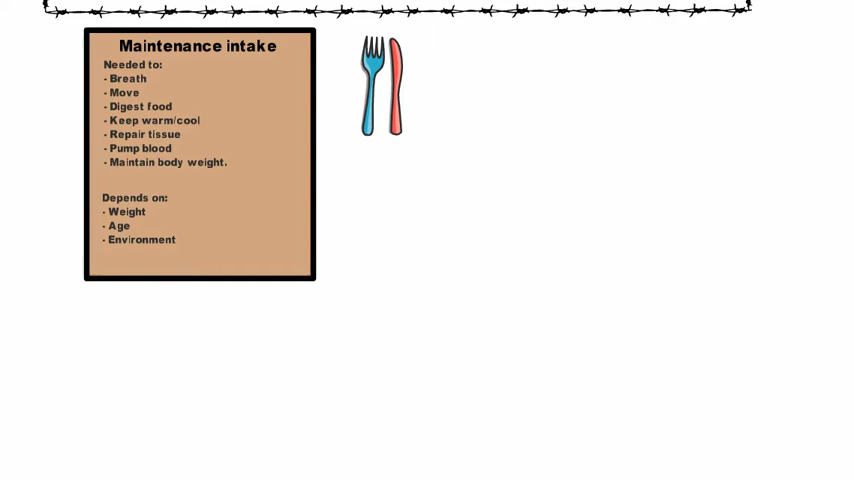 Maintenance intake
Needed to:
- Breath
- Move
- Digest food
- Keep warm/cool
- Repair tissue
- Pump blood
- Maintain body weight.
Depends on:
- Weight
- Age
- Environment